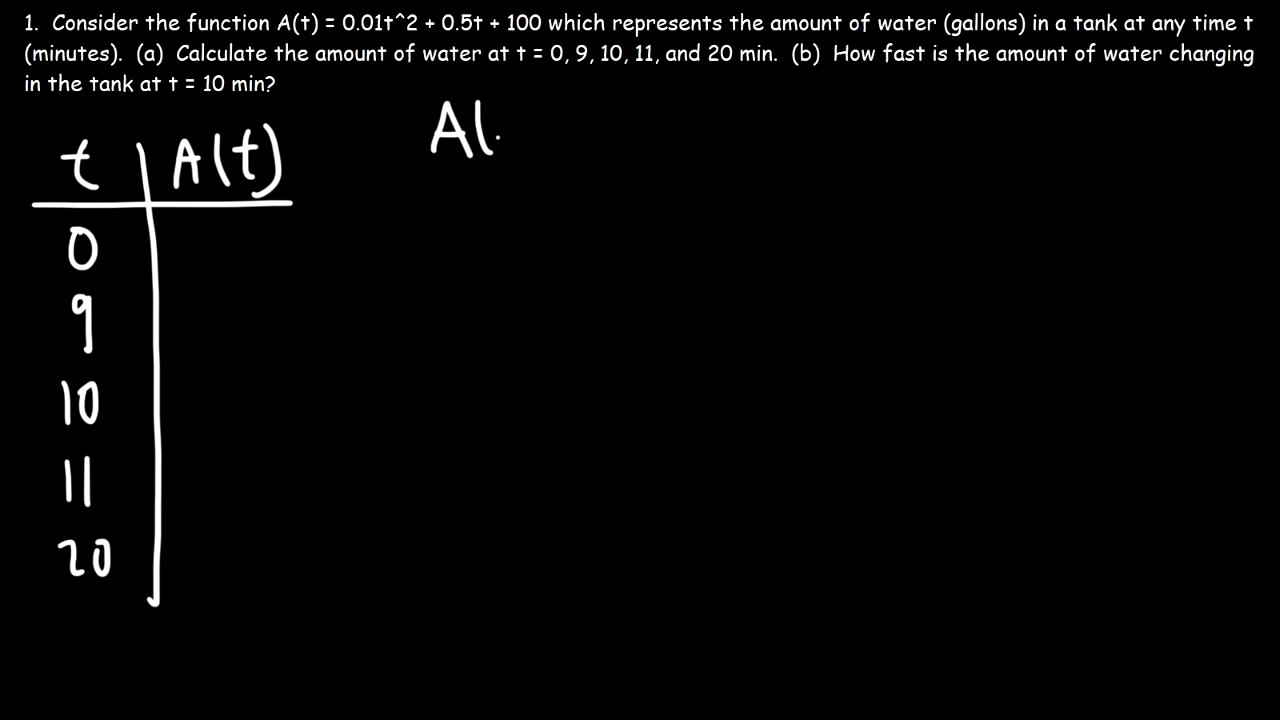 1. Consider the function A(t) = 0.01t^2 + 0.5t + 100 which represents the amount of water (gallons) in a tank at any time t
(minutes). (a) Calculate the amount of water at t = 0, 9, 10, 11, and 20 min. (b) How fast is the amount of water changing
in the tank at t = 10 min?
A(
t A(t)
0
9
10
11
20